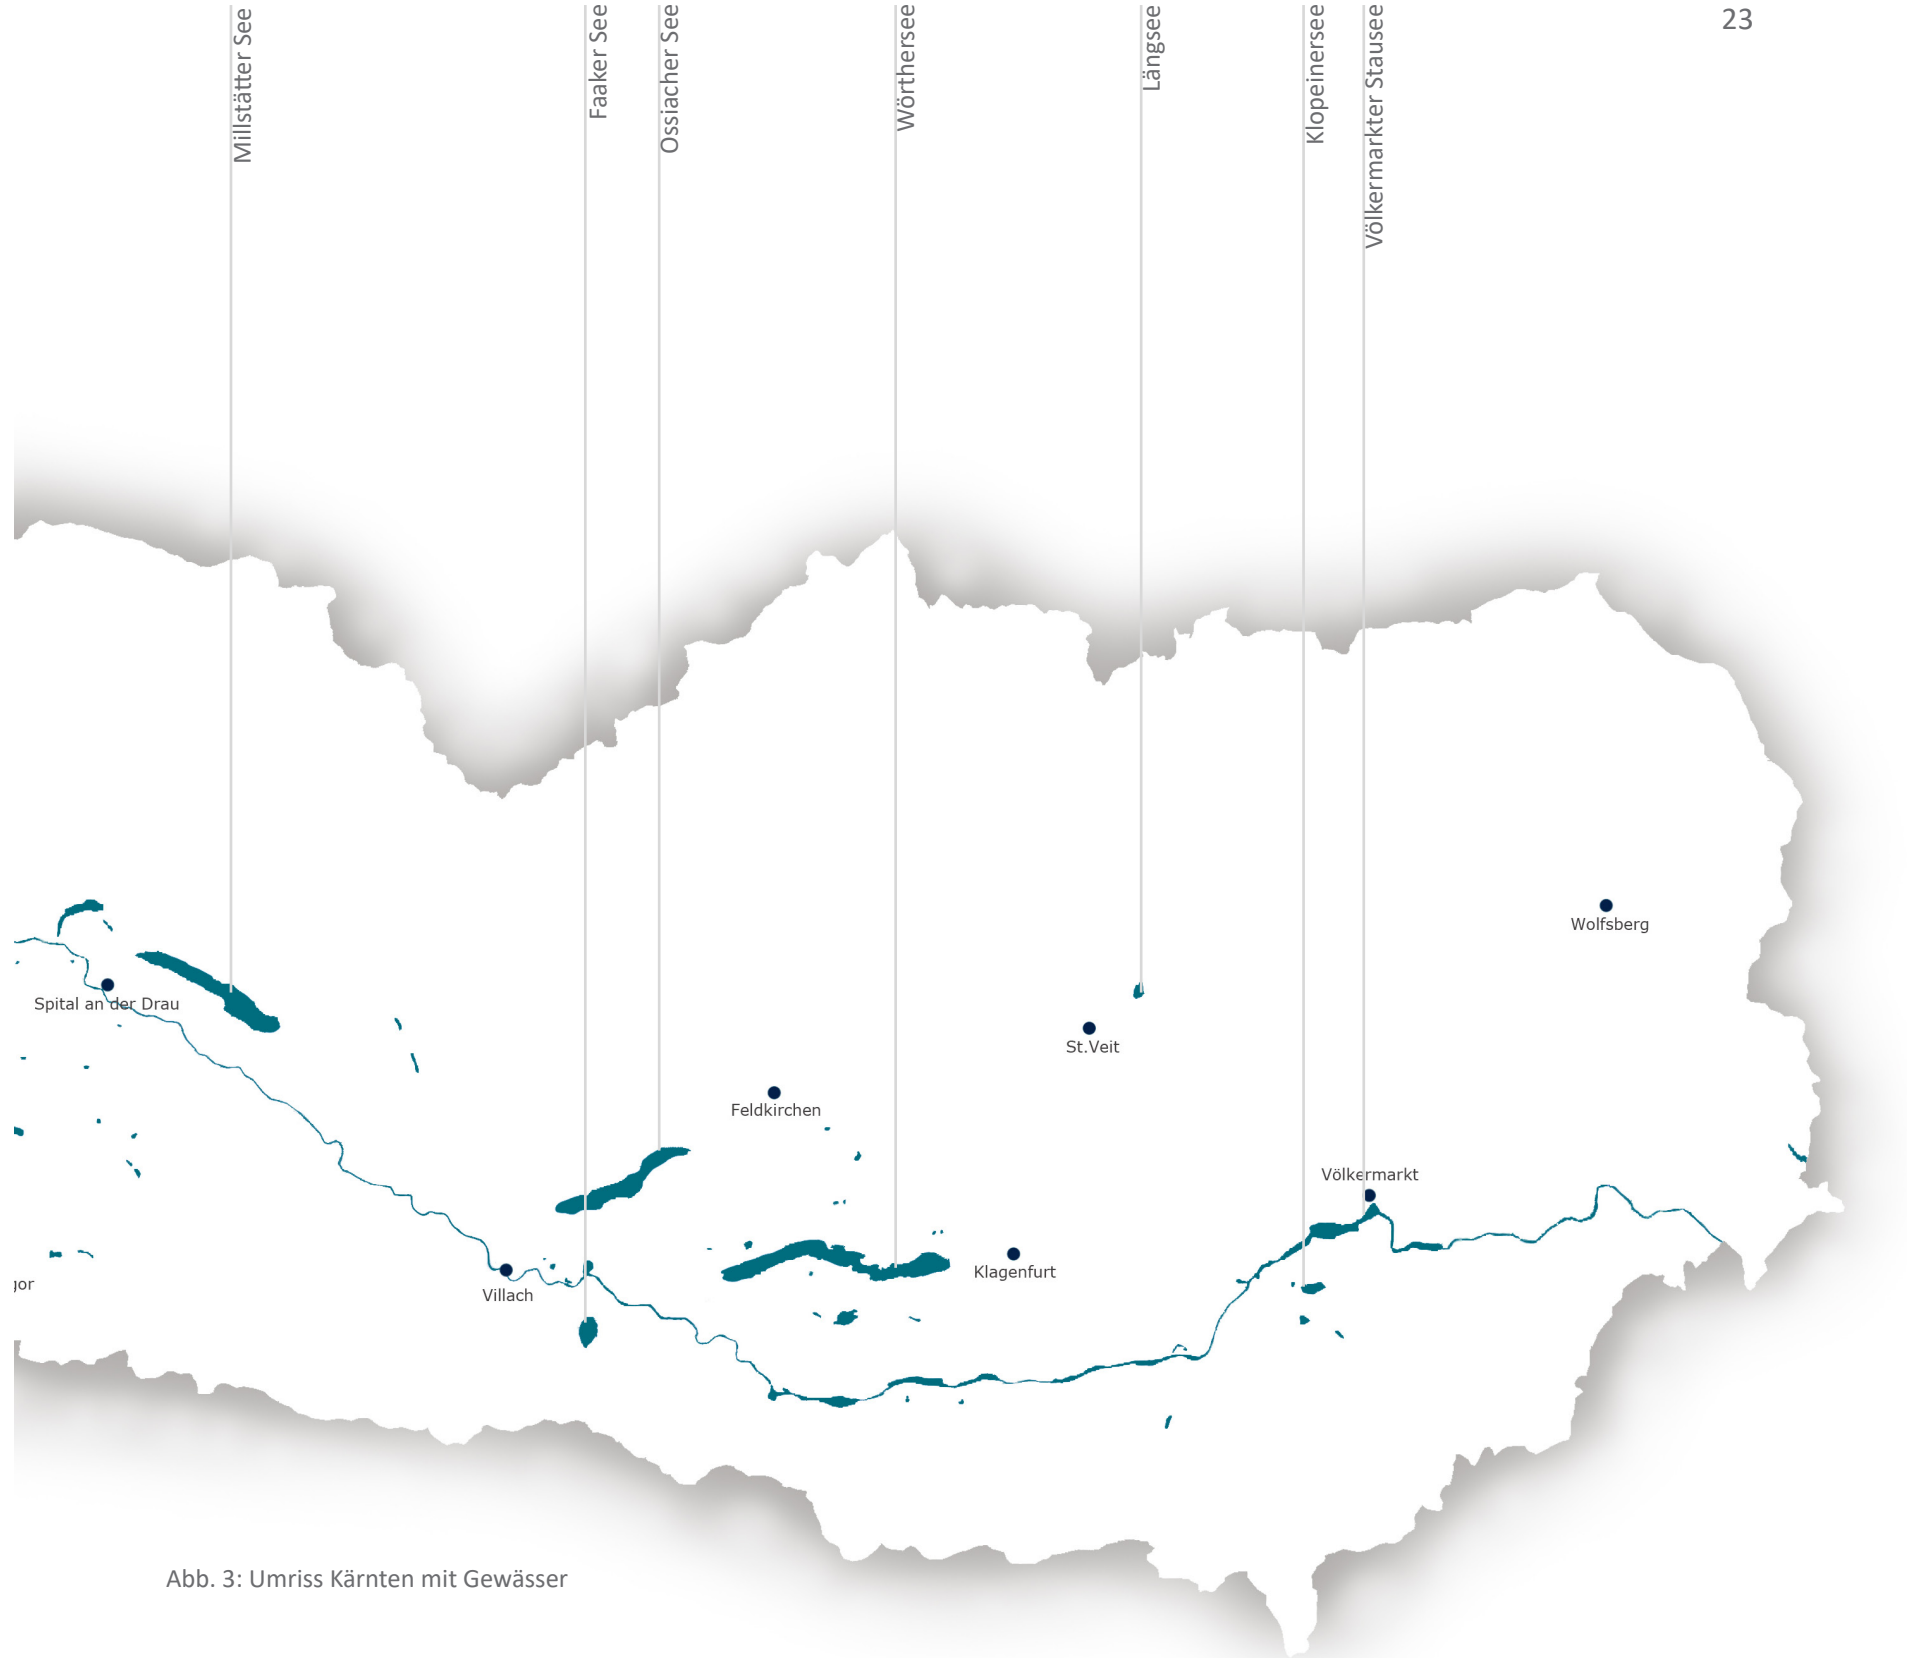 23
Millstätter See
Faaker See
Ossiacher See
Wörthersee
Längsee
Klopeinersee
Völkermarkter Stausee
Wolfsberg
Spital an der Drau
St.Veit
Feldkirchen
Völkermarkt
Klagenfurt
gor
Villach
Abb. 3: Umriss Kärnten mit Gewässer